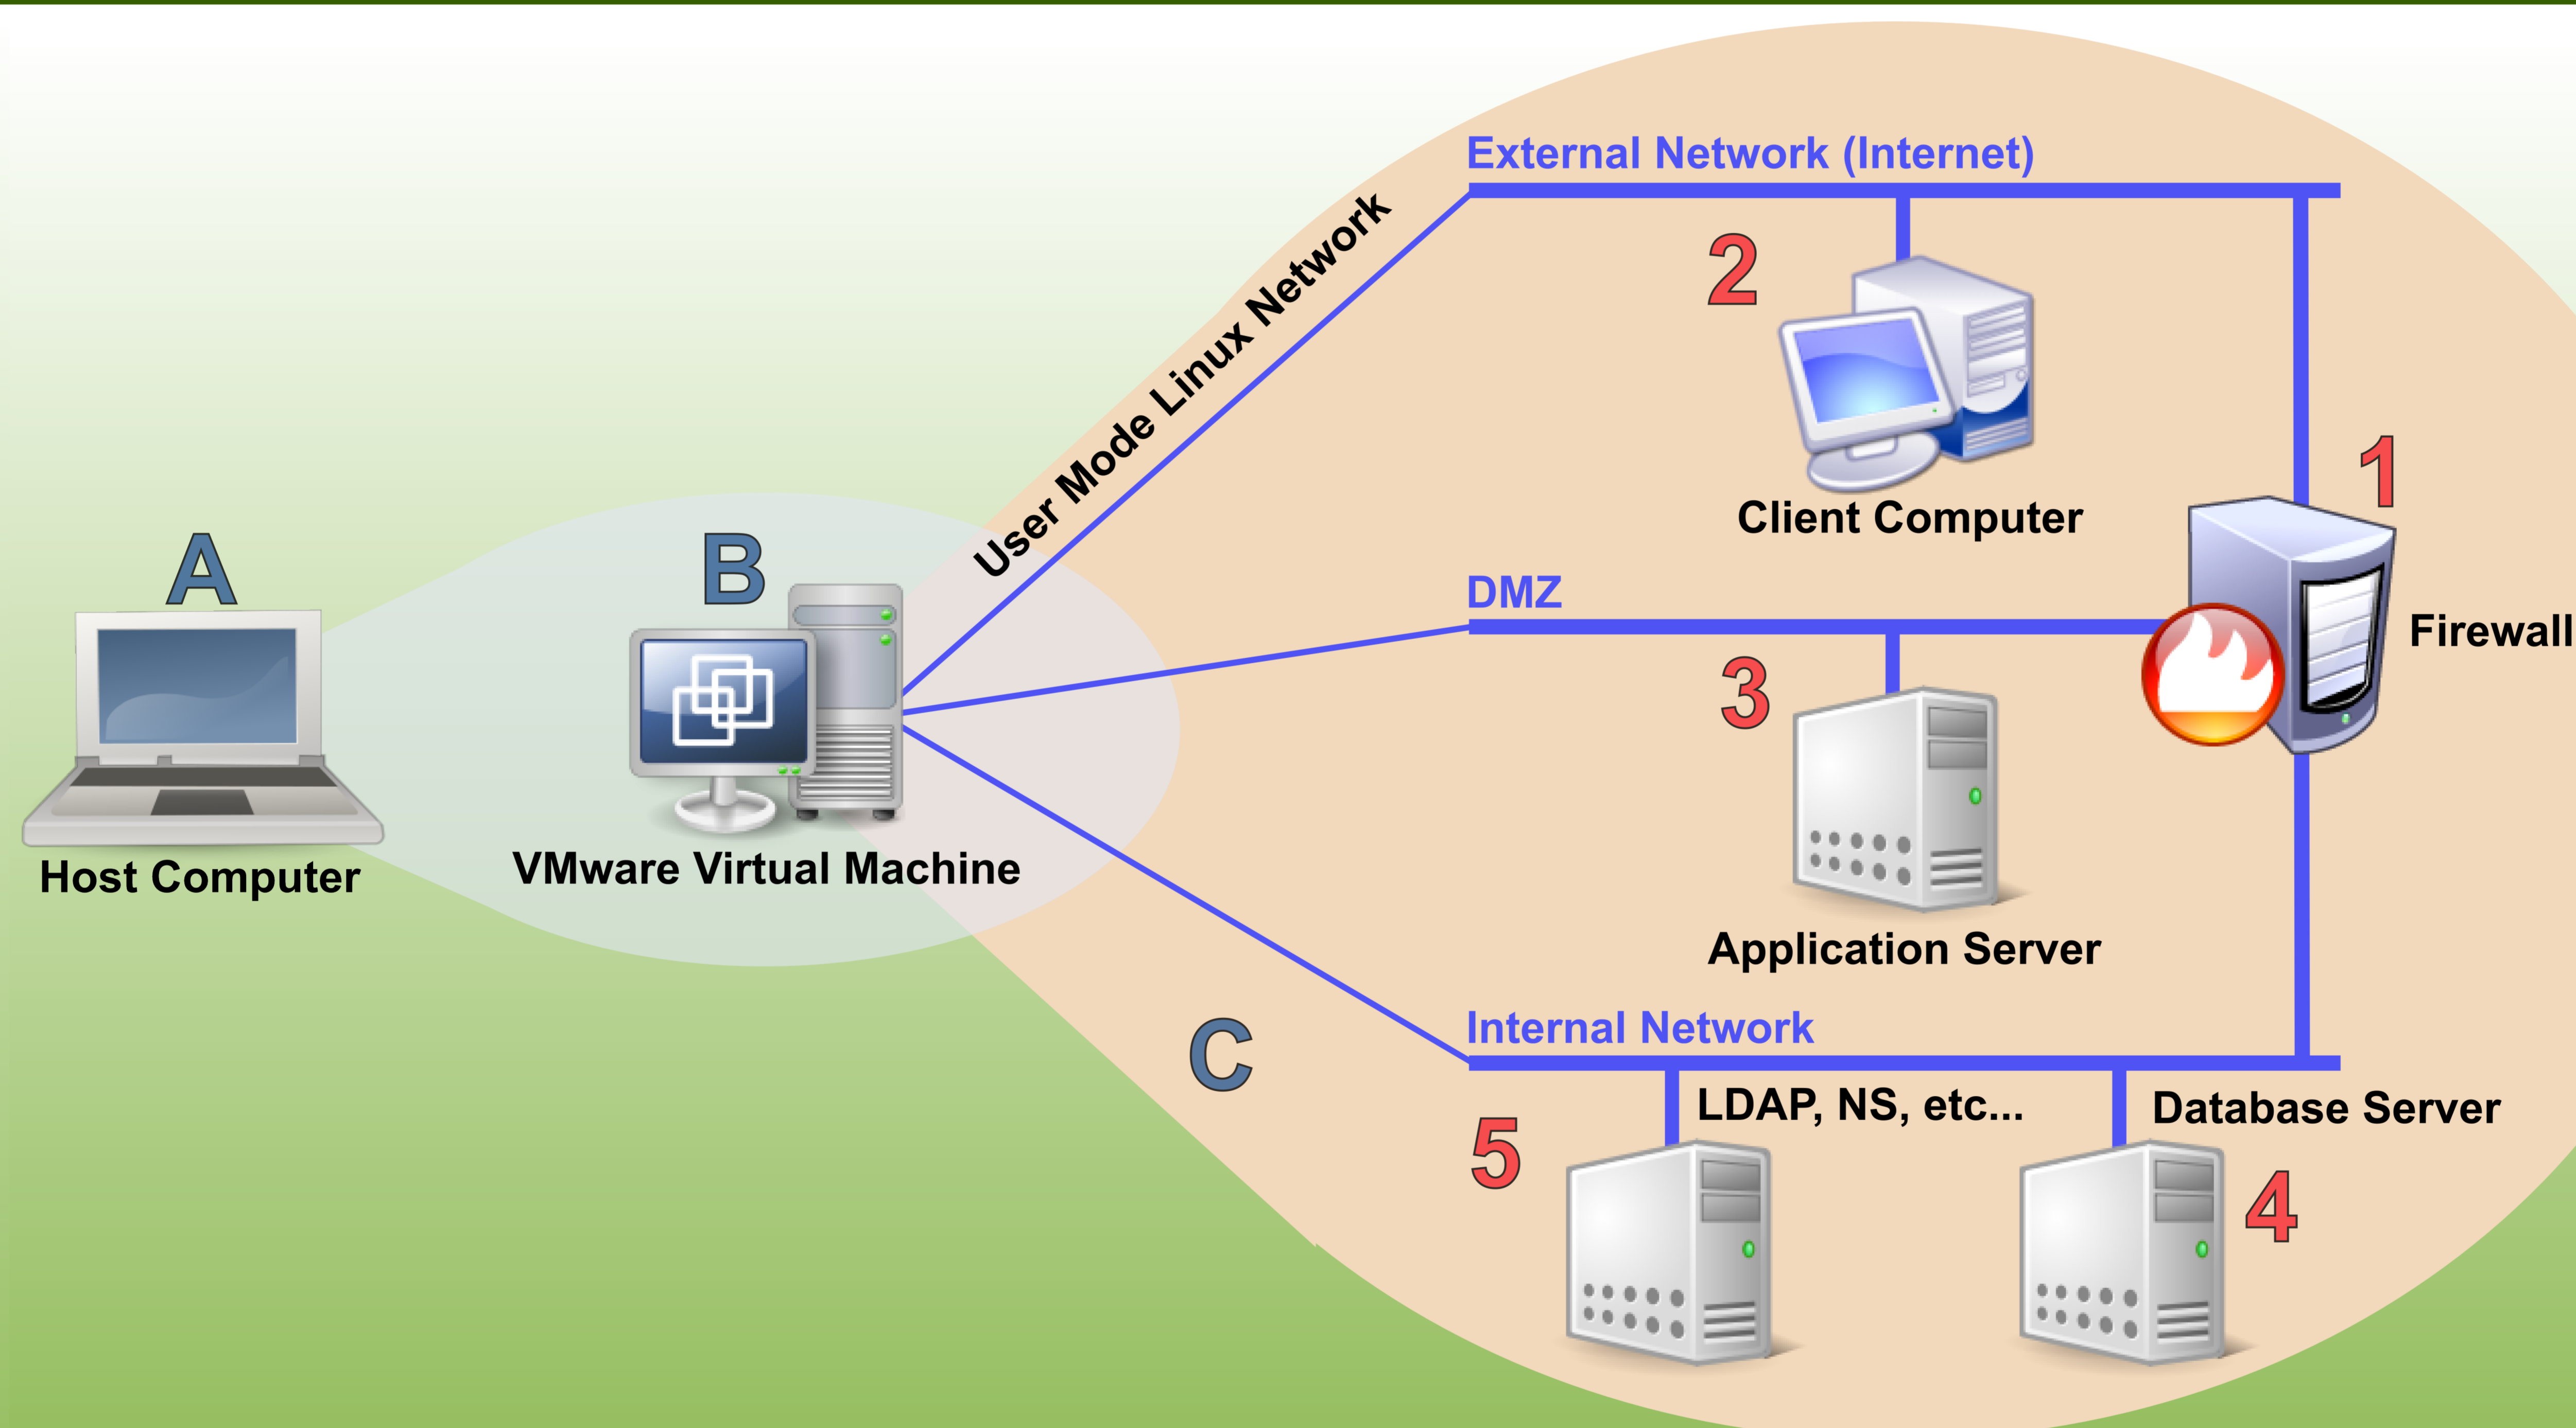 A
Host Computer
B
VMware Virtual Machine
C
User Mode Linux Network
External Network (Internet)
2
Client Computer
1
Firewall
DMZ
3
Application Server
Internal Network
5
LDAP, NS, etc...
Database Server
4